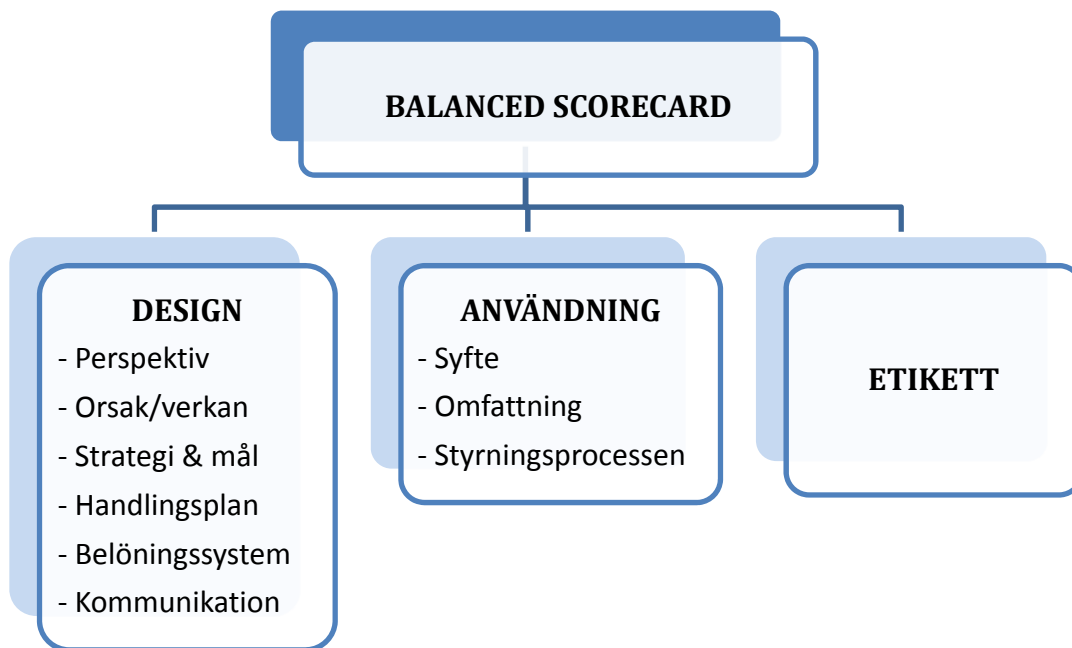 BALANCED SCORECARD
DESIGN
- Perspektiv
- Orsak/verkan
- Strategi & mål
- Handlingsplan
- Belöningssystem
- Kommunikation
ANVÄNDNING
- Syfte
- Omfattning
- Styrningsprocessen
ETIKETT